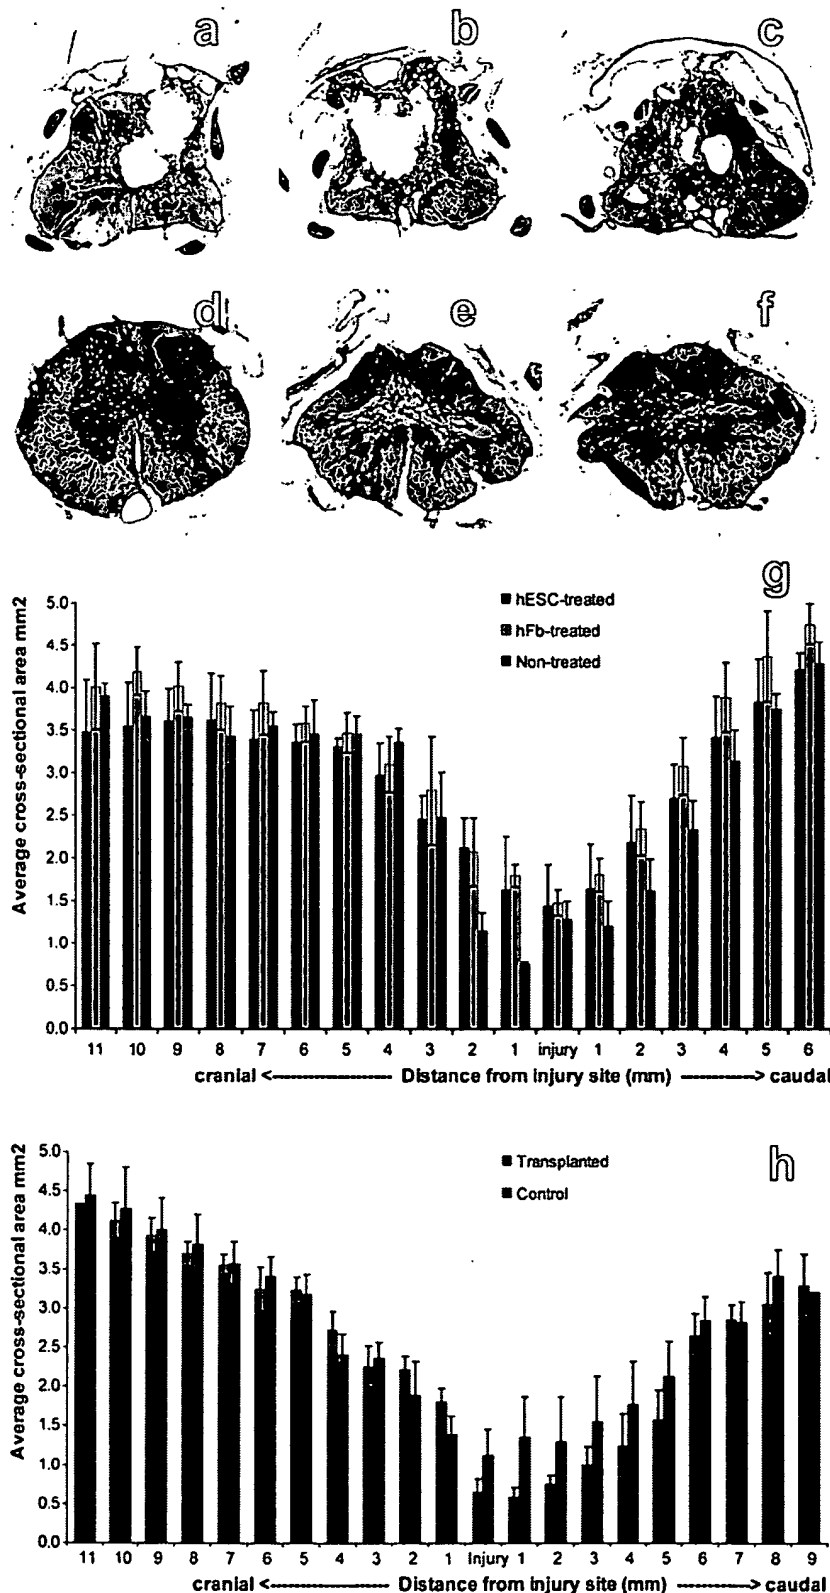 a b c
d e f
g
hESC-treated
hFb-treated
Non-treated
Average cross-sectional area mm2
5.0
4.5
4.0
3.5
3.0
2.5
2.0
1.5
1.0
0.5
0.0
11 10 9 8 7 6 5 4 3 2 1 injury 1 2 3 4 5 6
cranial <--------------------- Distance from injury site (mm) ------------> caudal
h
Transplanted
Control
Average cross-sectional area mm2
5.0
4.5
4.0
3.5
3.0
2.5
2.0
1.5
1.0
0.5
0.0
11 10 9 8 7 6 5 4 3 2 1 Injury 1 2 3 4 5 6 7 8 9
cranial <--------------------- Distance from injury site (mm) ------------> caudal